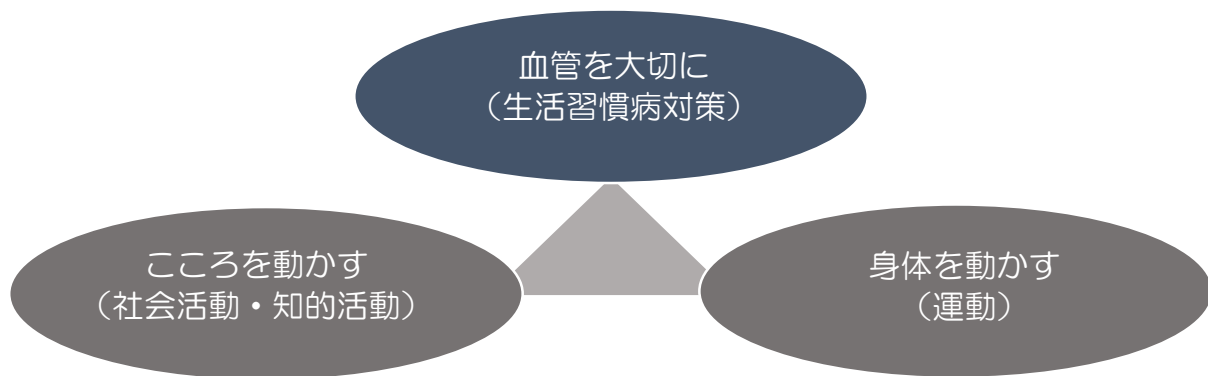 血管を大切に
（生活習慣病対策）
こころを動かす
（社会活動・知的活動）
身体を動かす
（運動）